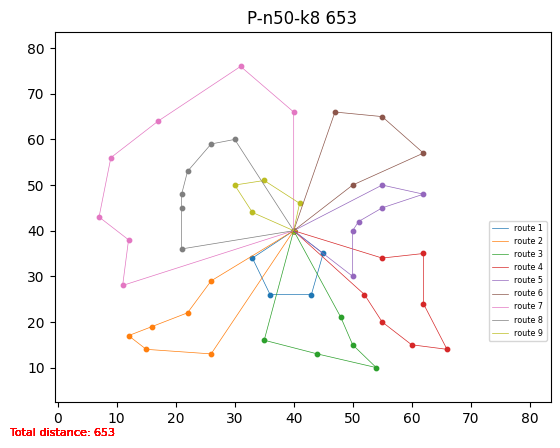 P-n50-k8 653
80
70
60
50
40
30
20
10
0 10 20 30 40 50 60 70 80
route 1
route 2
route 3
route 4
route 5
route 6
route 7
route 8
route 9
Total distance: 653